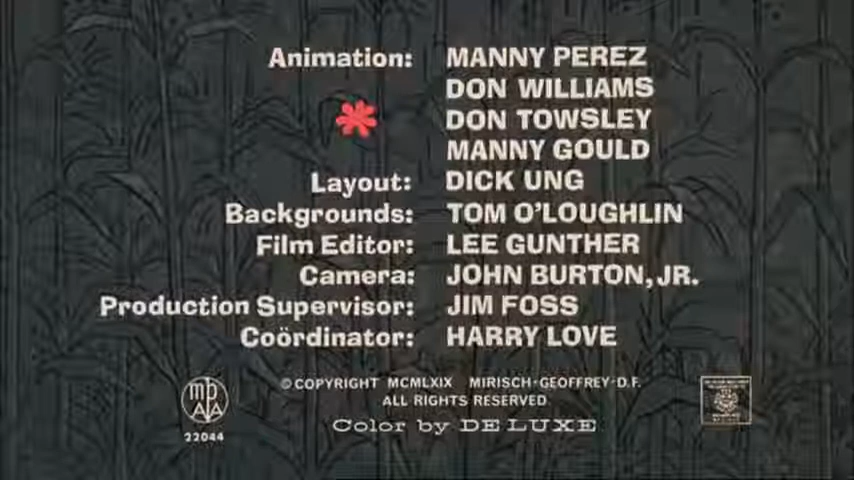 Animation: MANNY PEREZ
DON WILLIAMS
DON TOWSLEY
MANNY GOULD
Layout: DICK UNG
Backgrounds: TOM O'LOUGHLIN
Film Editor: LEE GUNTHER
Camera: JOHN BURTON, JR.
Production Supervisor: JIM FOSS
Coördinator: HARRY LOVE
© COPYRIGHT MCMLXIX MIRISCH-GEOFFREY-D.F.
ALL RIGHTS RESERVED
Color by DE LUXE
mpAA
22044